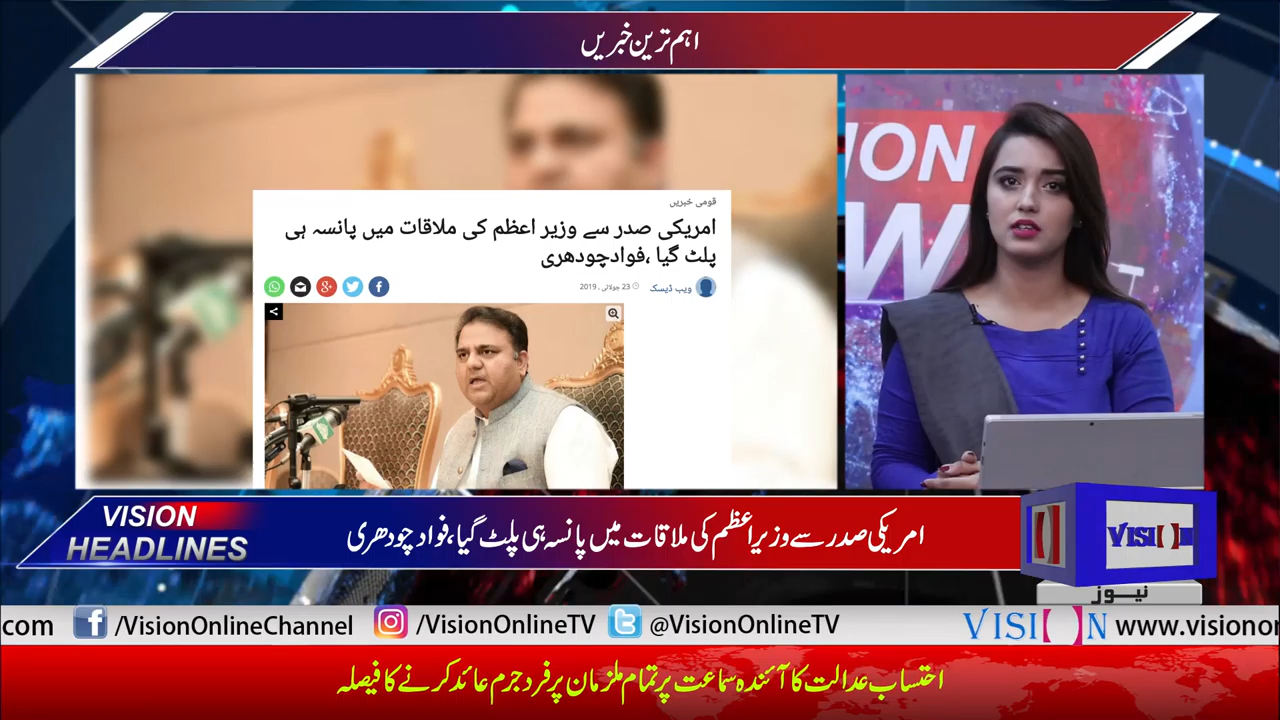 اہم ترین خبریں
ION
W
قومی خبریں
امریکی صدر سے وزیر اعظم کی ملاقات میں پانسہ ہی
پلٹ گیا ،فوادچودھری
ویب ڈیسک
23 جولائی ، 2019
VISION
HEADLINES
امریکی صدر سے وزیراعظم کی ملاقات میں پانسہ ہی پلٹ گیا،فواد چودھری
VISION
نیوز
com
/VisionOnlineChannel
/VisionOnlineTV
@VisionOnlineTV
VISION
www.visionon
احتساب عدالت کا آئندہ سماعت پر تمام ملزمان پر فرد جرم عائد کرنے کا فیصلہ